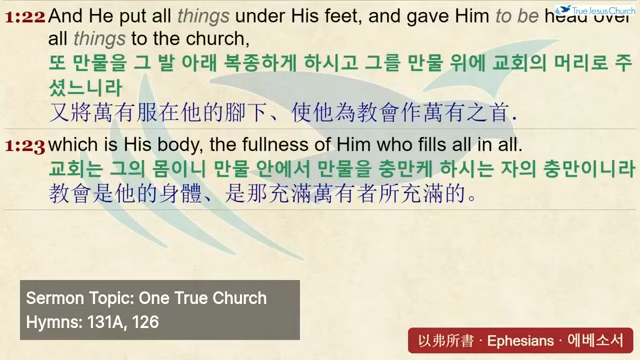 True Jesus Church
1:22 And He put all things under His feet, and gave Him to be head over
all things to the church,
또 만물을 그 발 아래 복종하게 하시고 그를 만물 위에 교회의 머리로 주
셨느니라
又將萬有服在他的腳下、使他為教會作萬有之首.
1:23 which is His body, the fullness of Him who fills all in all.
교회는 그의 몸이니 만물 안에서 만물을 충만케 하시는 자의 충만이니라
教會是他的身體、是那充滿萬有者所充滿的。
Sermon Topic: One True Church
Hymns: 131A, 126
以弗所書 · Ephesians · 에베소서